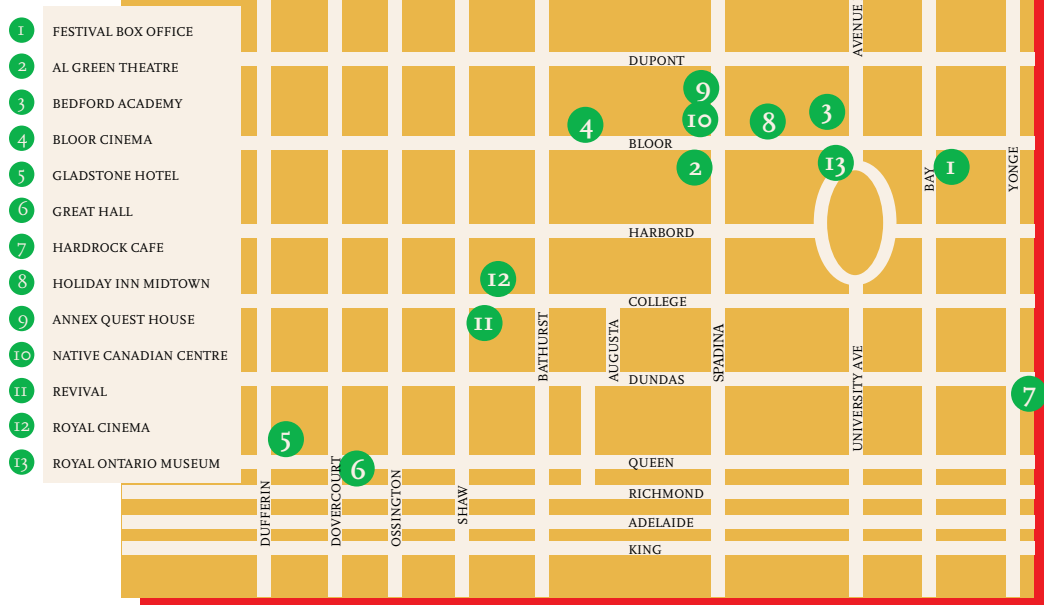 1 FESTIVAL BOX OFFICE
2 AL GREEN THEATRE
3 BEDFORD ACADEMY
4 BLOOR CINEMA
5 GLADSTONE HOTEL
6 GREAT HALL
7 HARDROCK CAFE
8 HOLIDAY INN MIDTOWN
9 ANNEX QUEST HOUSE
10 NATIVE CANADIAN CENTRE
11 REVIVAL
12 ROYAL CINEMA
13 ROYAL ONTARIO MUSEUM
AVENUE
DUPONT
9
10
4
8
3
BLOOR
2
13
BAY
1
YONGE
HARBORD
12
COLLEGE
11
BATHURST
AUGUSTA
SPADINA
UNIVERSITY AVE
DUNDAS
7
5
6
QUEEN
DUFFERIN
DOVERCOURT
OSSINGTON
SHAW
RICHMOND
ADELAIDE
KING